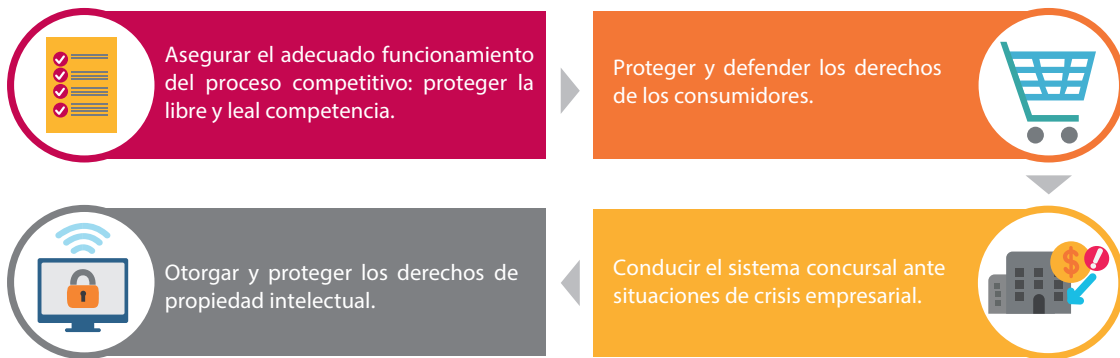 Asegurar el adecuado funcionamiento
del proceso competitivo: proteger la
libre y leal competencia.
Proteger y defender los derechos
de los consumidores.
Conducir el sistema concursal ante
situaciones de crisis empresarial.
Otorgar y proteger los derechos de
propiedad intelectual.